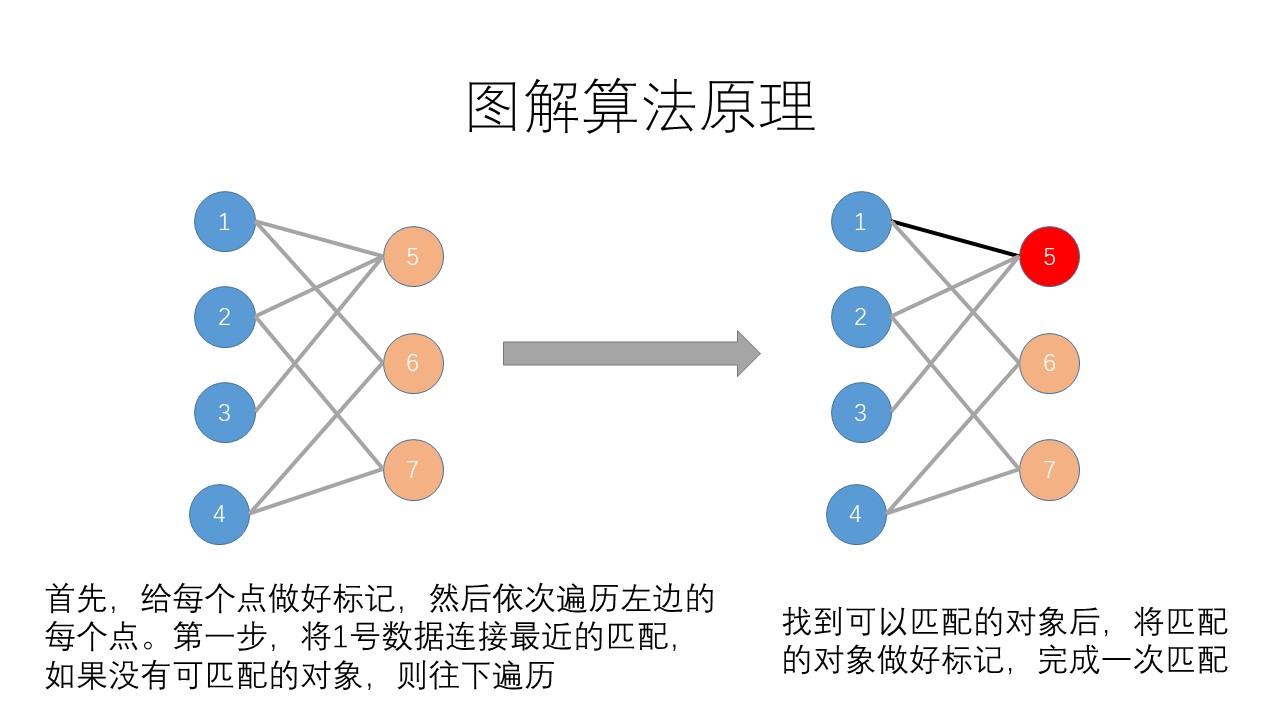 图解算法原理
1
5
2
6
3
7
4
1
5
2
6
3
7
4
首先，给每个点做好标记，然后依次遍历左边的
每个点。第一步，将1号数据连接最近的匹配，
如果没有可匹配的对象，则往下遍历
找到可以匹配的对象后，将匹配
的对象做好标记，完成一次匹配